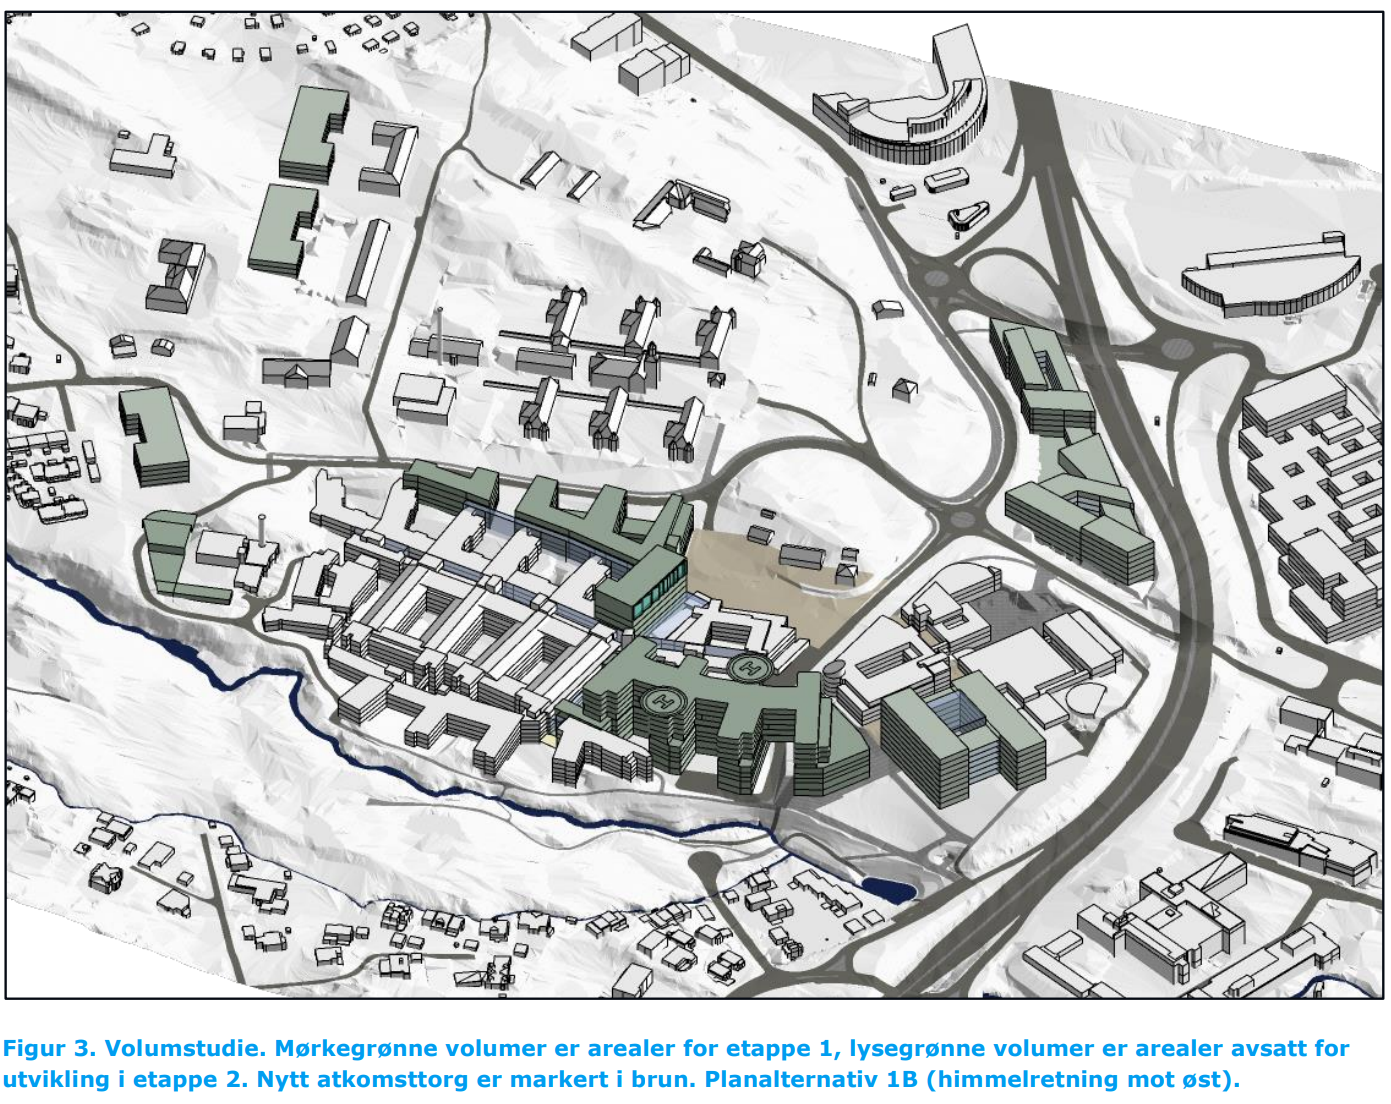 H
H
Figur 3. Volumstudie. Mørkegrønne volumer er arealer for etappe 1, lysegrønne volumer er arealer avsatt for
utvikling i etappe 2. Nytt atkomsttorg er markert i brun. Planalternativ 1B (himmelretning mot øst).